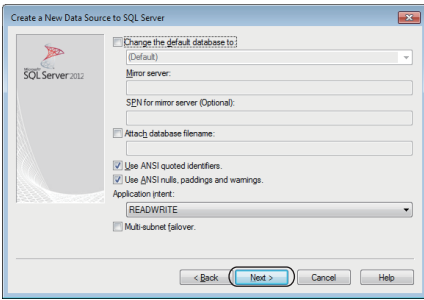 Create a New Data Source to SQL Server
Microsoft
SQL Server 2012
Change the default database to:
(Default)
Mirror server:
SPN for mirror server (Optional):
Attach database filename:
Use ANSI quoted identifiers.
Use ANSI nulls, paddings and warnings.
Application intent:
READWRITE
Multi-subnet failover.
< Back
Next >
Cancel
Help